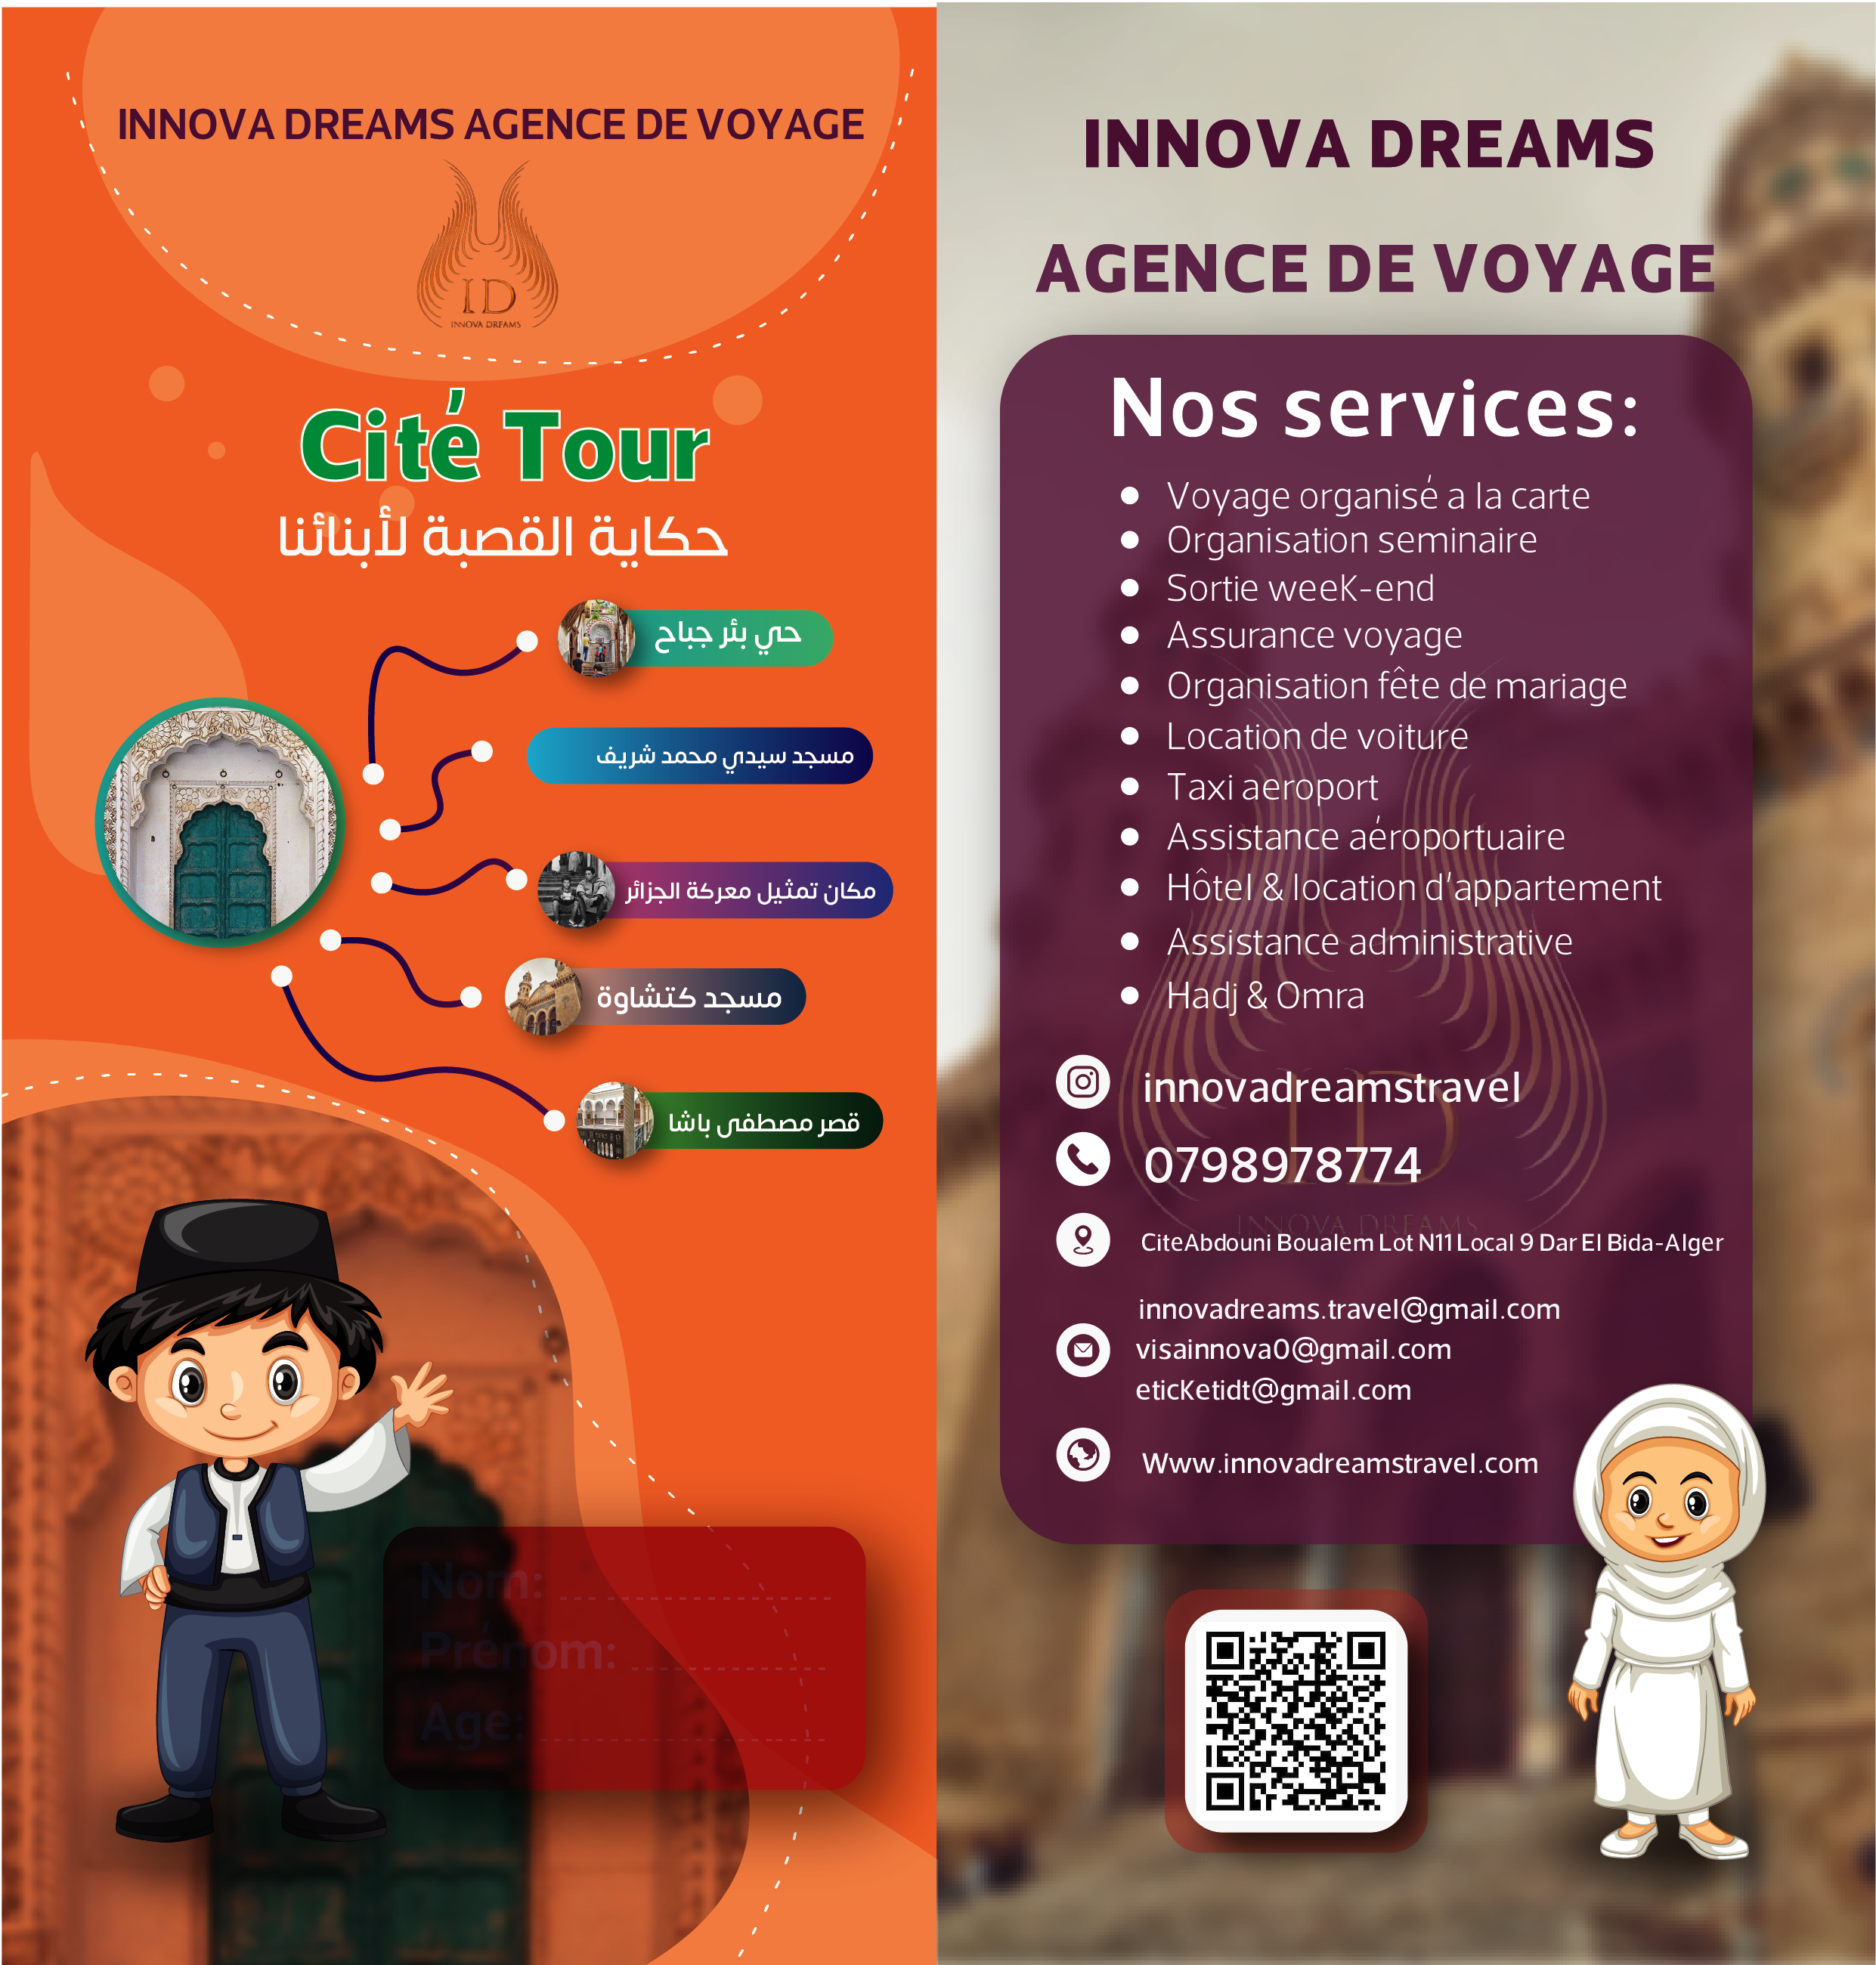 INNOVA DREAMS AGENCE DE VOYAGE
ID
INNOVA DREAMS
Cité Tour
حكاية القصبة لأبنائنا
حي بئر جباح
مسجد سيدي محمد شريف
مكان تمثيل معركة الجزائر
مسجد كتشاوة
قصر مصطفى باشا
Nom:
Prénom:
Age:
INNOVA DREAMS
AGENCE DE VOYAGE
Nos services:
Voyage organisé a la carte
Organisation seminaire
Sortie weeK-end
Assurance voyage
Organisation fête de mariage
Location de voiture
Taxi aeroport
Assistance aéroportuaire
Hôtel & location d'appartement
Assistance administrative
Hadj & Omra
innovadreamstravel
0798978774
ID
INNOVA DREAMS
CiteAbdouni Boualem Lot N11 Local 9 Dar El Bida-Alger
innovadreams.travel@gmail.com
visainnova0@gmail.com
eticKetidt@gmail.com
Www.innovadreamstravel.com